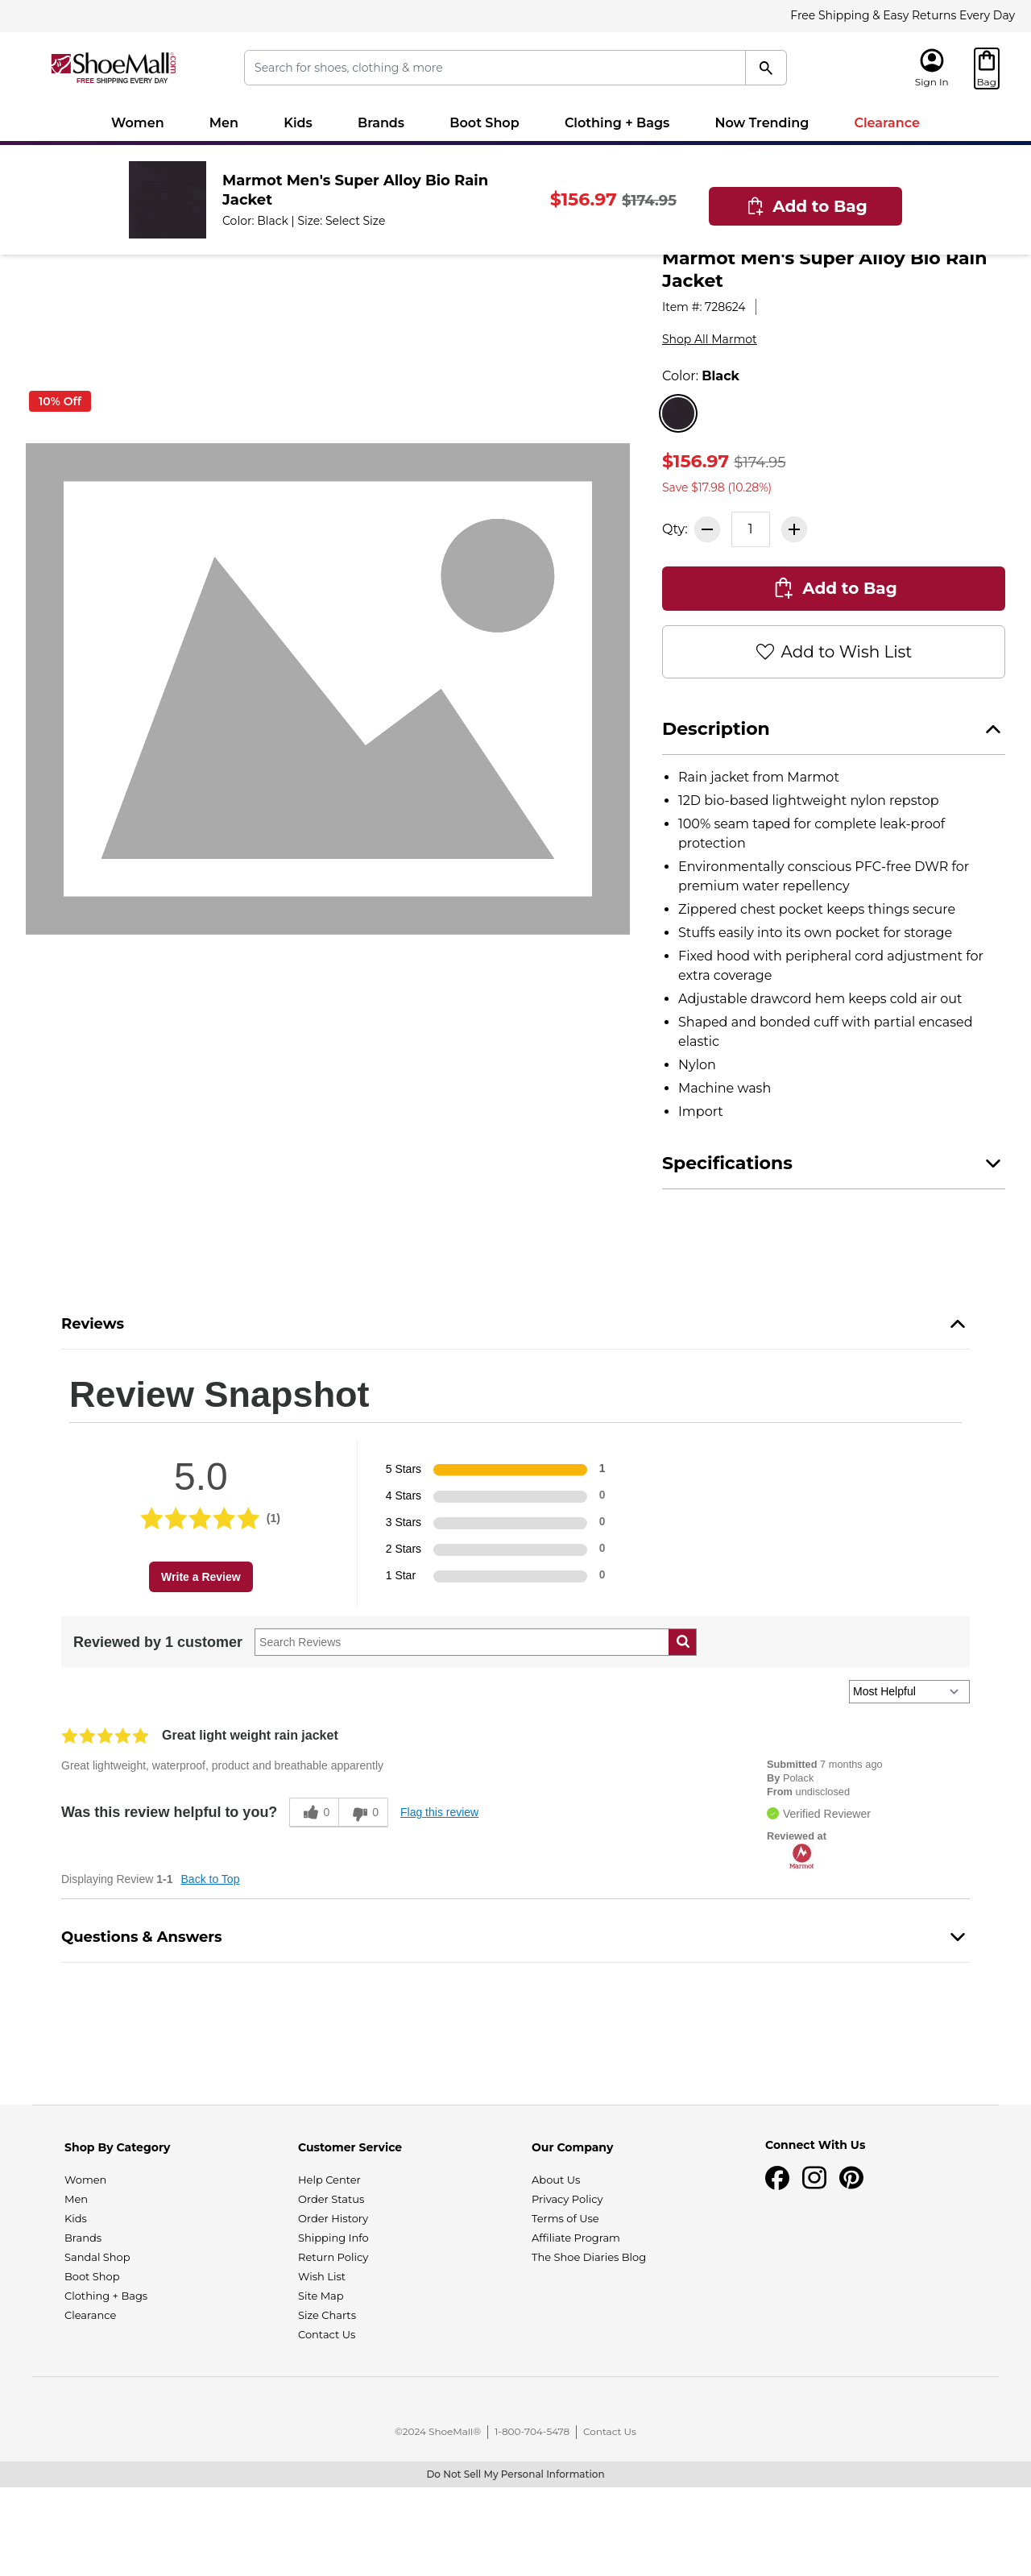 Free Shipping & Easy Returns Every Day
ShoeMall.com
FREE SHIPPING EVERY DAY
Search for shoes, clothing & more
Sign In
Bag
Women Men Kids Brands Boot Shop Clothing + Bags Now Trending Clearance
Marmot Men's Super Alloy Bio Rain
Jacket
Color: Black | Size: Select Size
$156.97 $174.95
Add to Bag
Marmot Men's Super Alloy Bio Rain
Jacket
Item #: 728624
Shop All Marmot
Color: Black
10% Off
$156.97 $174.95
Save $17.98 (10.28%)
Qty: 1
Add to Bag
Add to Wish List
Description
• Rain jacket from Marmot
• 12D bio-based lightweight nylon repstop
• 100% seam taped for complete leak-proof
protection
• Environmentally conscious PFC-free DWR for
premium water repellency
• Zippered chest pocket keeps things secure
• Stuffs easily into its own pocket for storage
• Fixed hood with peripheral cord adjustment for
extra coverage
• Adjustable drawcord hem keeps cold air out
• Shaped and bonded cuff with partial encased
elastic
• Nylon
• Machine wash
• Import
Specifications
Reviews
Review Snapshot
5.0
(1)
Write a Review
5 Stars 1
4 Stars 0
3 Stars 0
2 Stars 0
1 Star 0
Reviewed by 1 customer
Search Reviews
Most Helpful
Great light weight rain jacket
Great lightweight, waterproof, product and breathable apparently
Submitted 7 months ago
By Polack
From undisclosed
Verified Reviewer
Reviewed at
Marmot
Was this review helpful to you? 0 0 Flag this review
Displaying Review 1-1 Back to Top
Questions & Answers
Shop By Category
Women
Men
Kids
Brands
Sandal Shop
Boot Shop
Clothing + Bags
Clearance
Customer Service
Help Center
Order Status
Order History
Shipping Info
Return Policy
Wish List
Site Map
Size Charts
Contact Us
Our Company
About Us
Privacy Policy
Terms of Use
Affiliate Program
The Shoe Diaries Blog
Connect With Us
©2024 ShoeMall® 1-800-704-5478 Contact Us
Do Not Sell My Personal Information